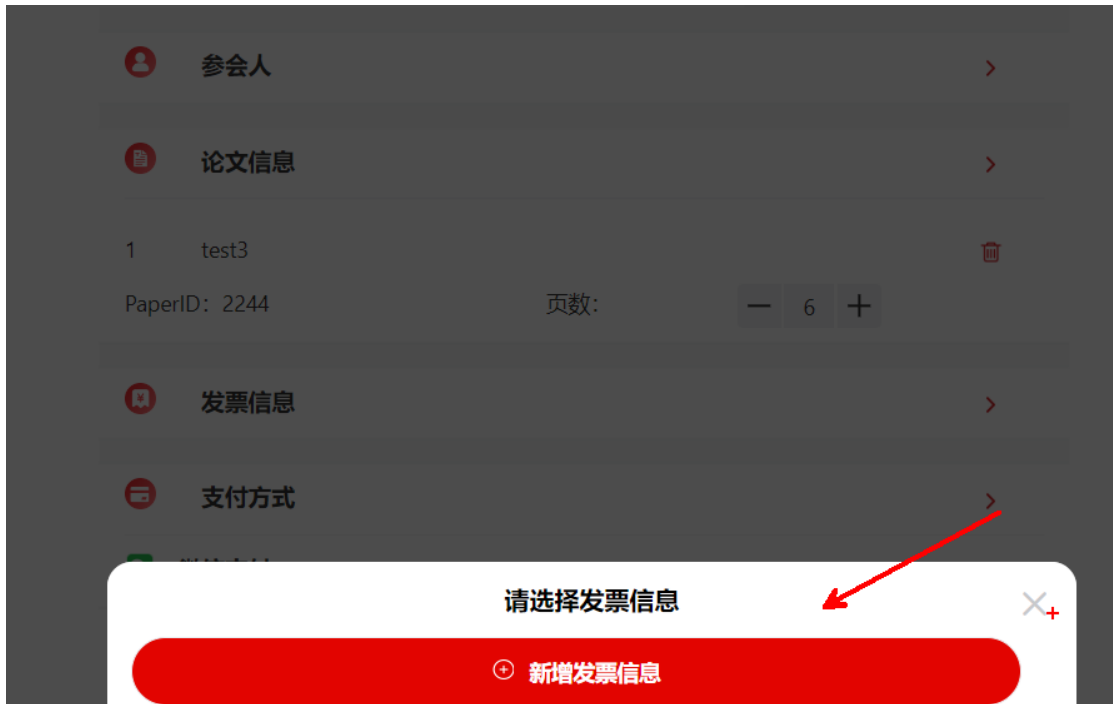 参会人
论文信息
1 test3
PaperID：2244 页数： 6
发票信息
支付方式
请选择发票信息
新增发票信息